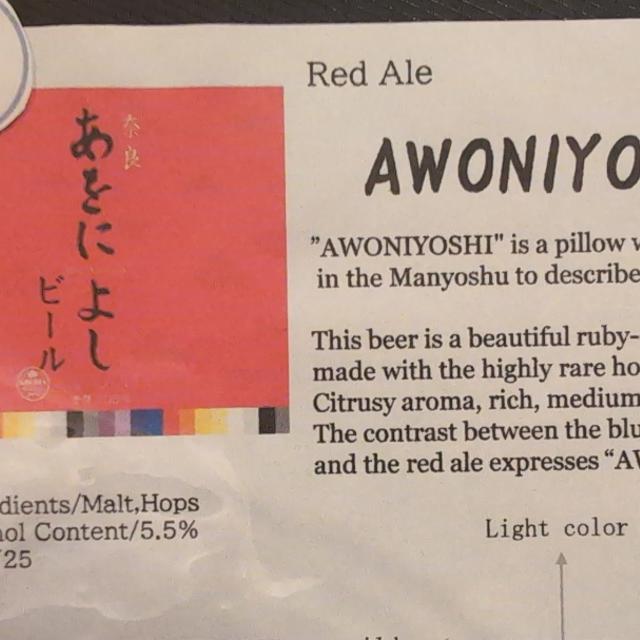 Red Ale
奈良
あをによし
ビール
AWONIYO
"AWONIYOSHI" is a pillow w
in the Manyoshu to describe
This beer is a beautiful ruby-
made with the highly rare ho
Citrusy aroma, rich, medium
The contrast between the blu
and the red ale expresses “AW
dients/Malt,Hops
ol Content/5.5%
25
Light color